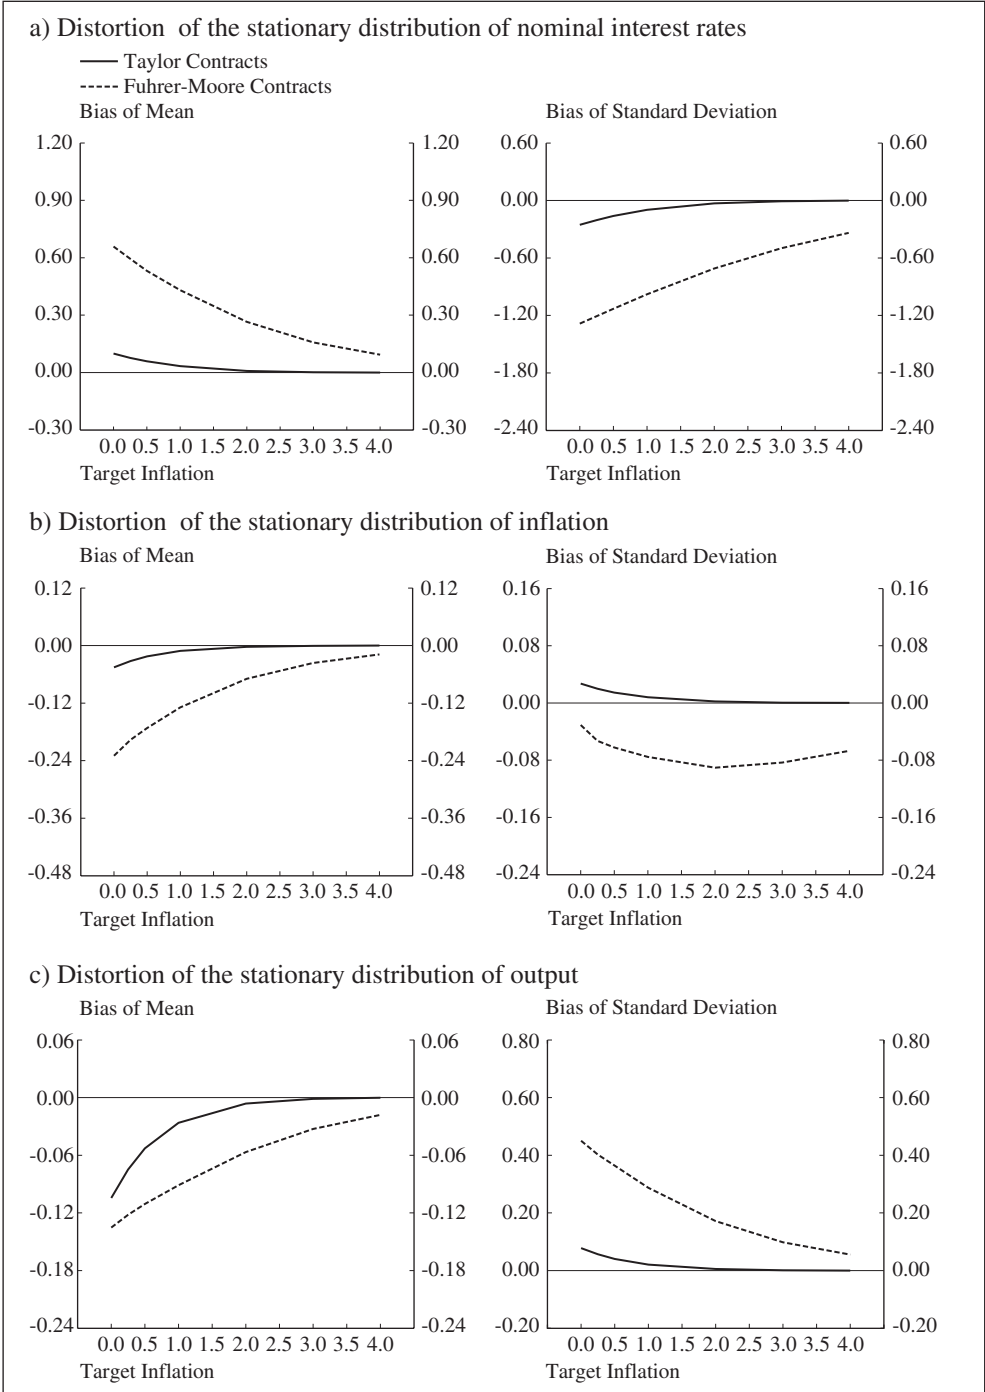 a) Distortion of the stationary distribution of nominal interest rates
Taylor Contracts
Fuhrer-Moore Contracts
Bias of Mean
1.20 1.20
0.90 0.90
0.60 0.60
0.30 0.30
0.00 0.00
-0.30 -0.30
0.0 0.5 1.0 1.5 2.0 2.5 3.0 3.5 4.0
Target Inflation
Bias of Standard Deviation
0.60 0.60
0.00 0.00
-0.60 -0.60
-1.20 -1.20
-1.80 -1.80
-2.40 -2.40
0.0 0.5 1.0 1.5 2.0 2.5 3.0 3.5 4.0
Target Inflation
b) Distortion of the stationary distribution of inflation
Bias of Mean
0.12 0.12
0.00 0.00
-0.12 -0.12
-0.24 -0.24
-0.36 -0.36
-0.48 -0.48
0.0 0.5 1.0 1.5 2.0 2.5 3.0 3.5 4.0
Target Inflation
Bias of Standard Deviation
0.16 0.16
0.08 0.08
0.00 0.00
-0.08 -0.08
-0.16 -0.16
-0.24 -0.24
0.0 0.5 1.0 1.5 2.0 2.5 3.0 3.5 4.0
Target Inflation
c) Distortion of the stationary distribution of output
Bias of Mean
0.06 0.06
0.00 0.00
-0.06 -0.06
-0.12 -0.12
-0.18 -0.18
-0.24 -0.24
0.0 0.5 1.0 1.5 2.0 2.5 3.0 3.5 4.0
Target Inflation
Bias of Standard Deviation
0.80 0.80
0.60 0.60
0.40 0.40
0.20 0.20
0.00 0.00
-0.20 -0.20
0.0 0.5 1.0 1.5 2.0 2.5 3.0 3.5 4.0
Target Inflation